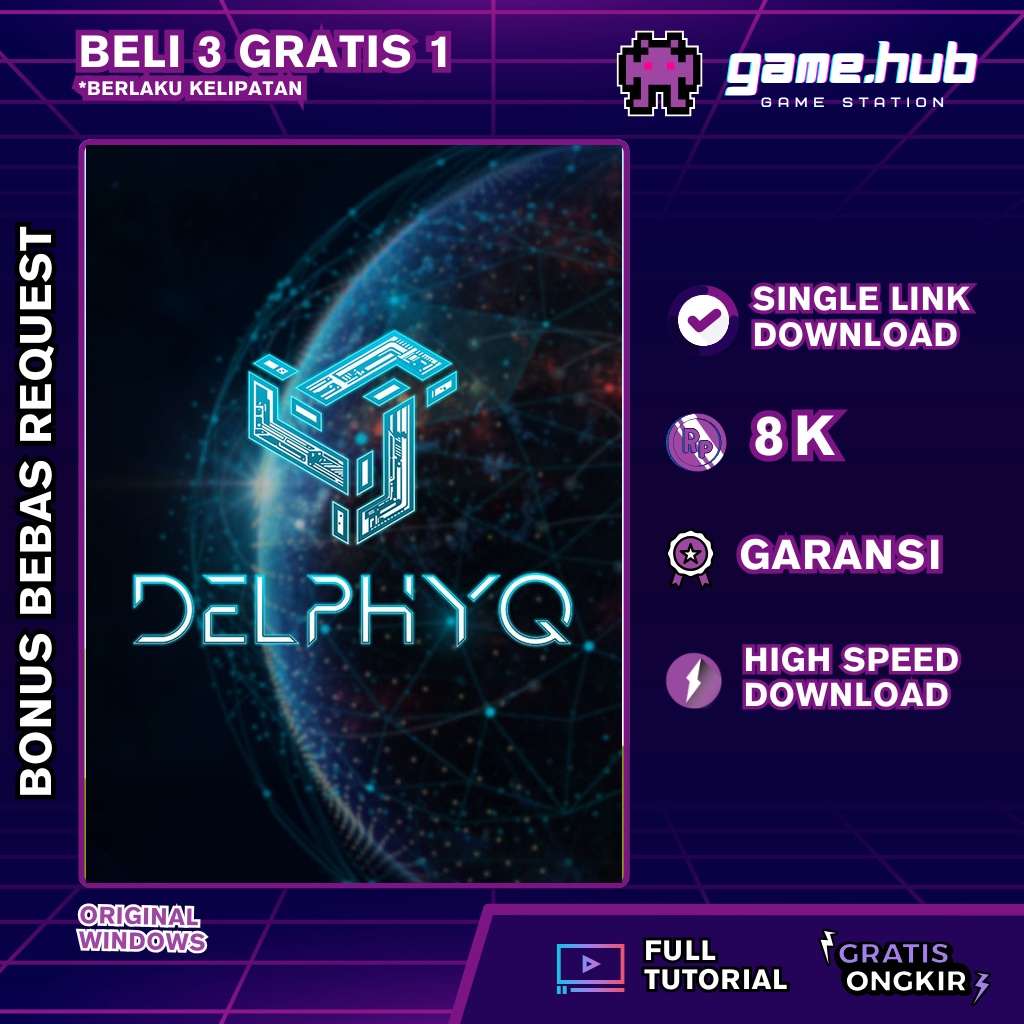 BELI 3 GRATIS 1
*BERLAKU KELIPATAN
game.hub
GAME STATION
BONUS BEBAS REQUEST
DELPHYQ
SINGLE LINK
DOWNLOAD
Rp
8K
GARANSI
HIGH SPEED
DOWNLOAD
ORIGINAL
WINDOWS
FULL
TUTORIAL
GRATIS
ONGKIR